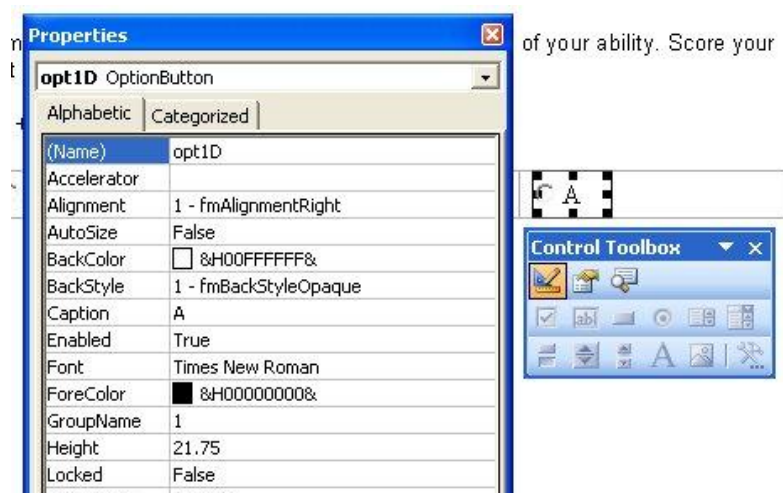 Properties
of your ability. Score your
opt1D OptionButton
Alphabetic Categorized
(Name) opt1D
Accelerator
Alignment 1 - fmAlignmentRight
AutoSize False
BackColor &H00FFFFFF&
BackStyle 1 - fmBackStyleOpaque
Caption A
Enabled True
Font Times New Roman
ForeColor &H00000000&
GroupName 1
Height 21.75
Locked False
A
Control Toolbox
ab
A